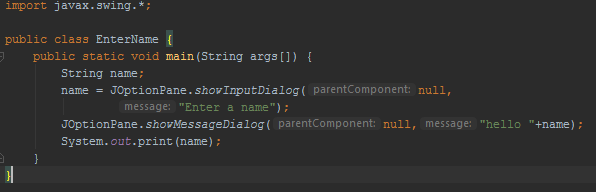 import javax.swing.*;
public class EnterName {
public static void main(String args[]) {
String name;
name = JOptionPane.showInputDialog( parentComponent: null,
message: "Enter a name");
JOptionPane.showMessageDialog( parentComponent: null, message: "hello "+name);
System.out.print(name);
}
}